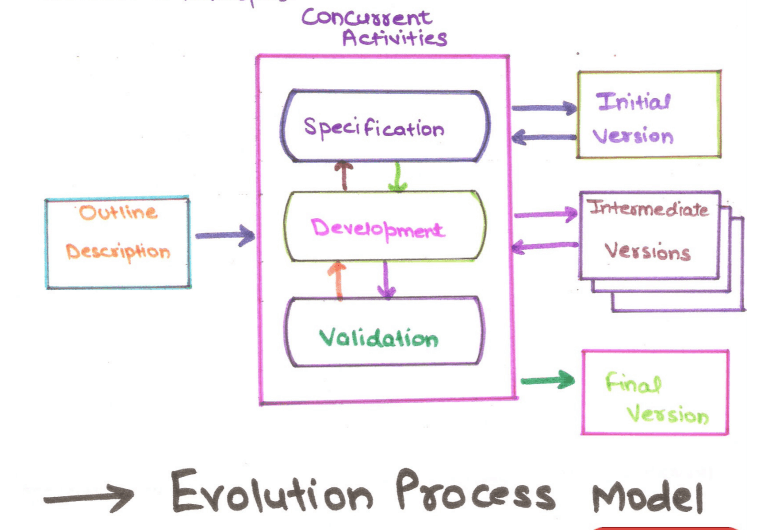 Concurrent
Activities
Specification
Initial
Version
Outline
Description
Development
Intermediate
Versions
Validation
Final
Version
Evolution Process Model